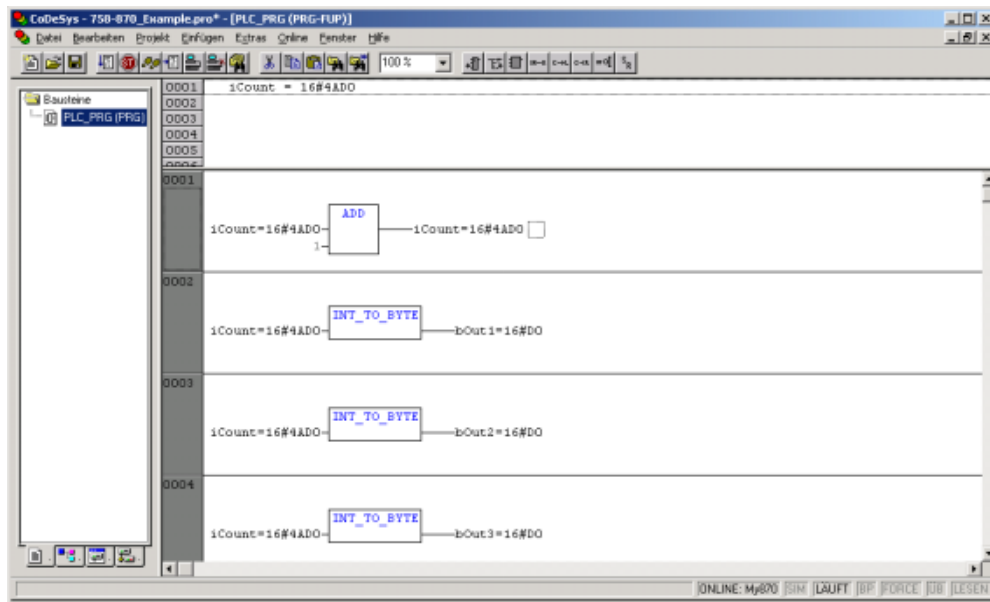 CoDeSys - 750-870_Example.pro* - [PLC_PRG (PRG-FUP)]
Datei Bearbeiten Projekt Einfügen Extras Online Fenster Hilfe
100 %
Bausteine
PLC_PRG (PRG)
0001 iCount = 16#4AD0
0002
0003
0004
0005
0006
0001
ADD
iCount=16#4AD0
iCount=16#4AD0
1
0002
INT_TO_BYTE
iCount=16#4AD0
bOut1=16#D0
0003
INT_TO_BYTE
iCount=16#4AD0
bOut2=16#D0
0004
INT_TO_BYTE
iCount=16#4AD0
bOut3=16#D0
ONLINE: My870 SIM LÄUFT BP FORCE ÜB LESEN